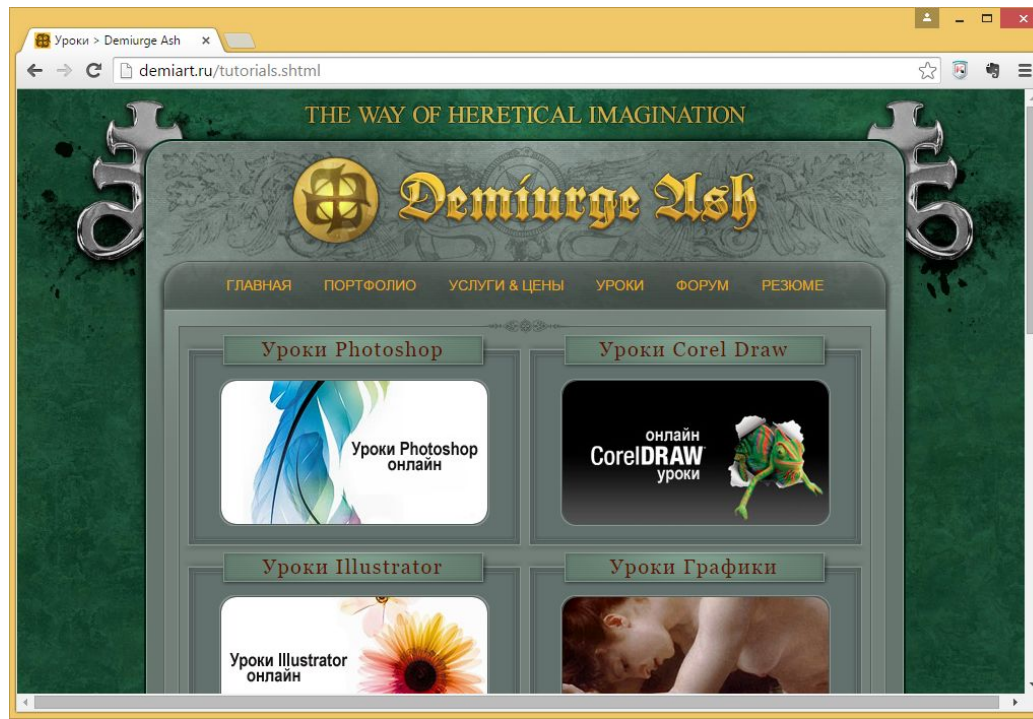 Уроки > Demiurge Ash
demiart.ru/tutorials.shtml
THE WAY OF HERETICAL IMAGINATION
Demiurge Ash
ГЛАВНАЯ ПОРТФОЛИО УСЛУГИ & ЦЕНЫ УРОКИ ФОРУМ РЕЗЮМЕ
Уроки Photoshop
Уроки Corel Draw
Уроки Photoshop
онлайн
онлайн
CorelDRAW
уроки
Уроки Illustrator
Уроки Графики
Уроки Illustrator
онлайн